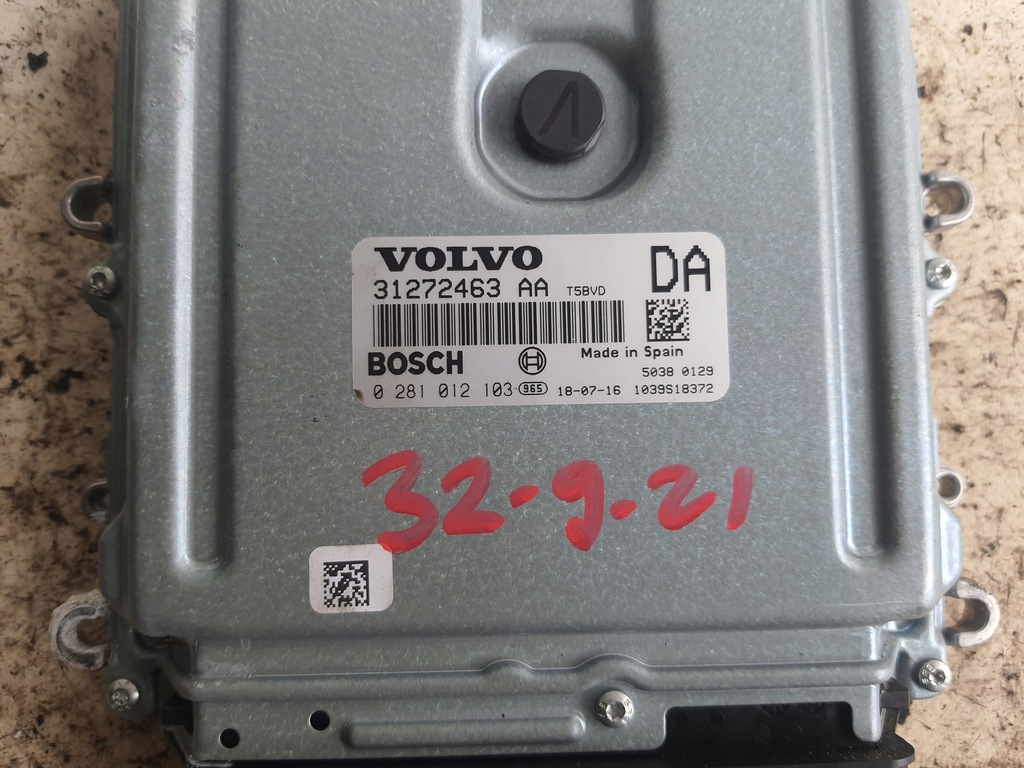 VOLVO DA
31272463 AA T5BVD
BOSCH Made in Spain
5038 0129
0 281 012 103 965 18-07-16 1039S18372
32-9.21